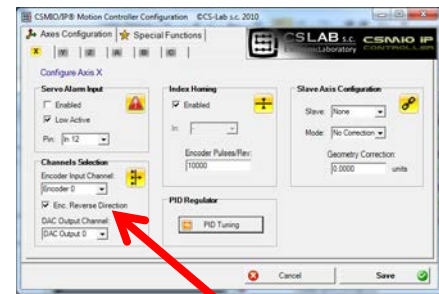 CSMIO/IP® Motion Controller Configuration ©CS-Lab s.c. 2010
Axes Configuration
Special Functions
CSLAB s.c.
Laboratory
CSMIO IP
CONTROLLER
X
Y
Z
A
B
C
Configure Axis X
Servo Alarm Input
Enabled
Low Active
Pin:
In 12
Channels Selection
Encoder Input Channel:
Encoder 0
Enc. Reverse Direction
DAC Output Channel:
DAC Output 0
Index Homing
Enabled
In:
Encoder Pulses/Rev:
10000
PID Regulator
PID Tuning
Slave Axis Configuration
Slave:
None
Mode:
No Correction
Geometry Correction:
0.0000
units
Cancel
Save